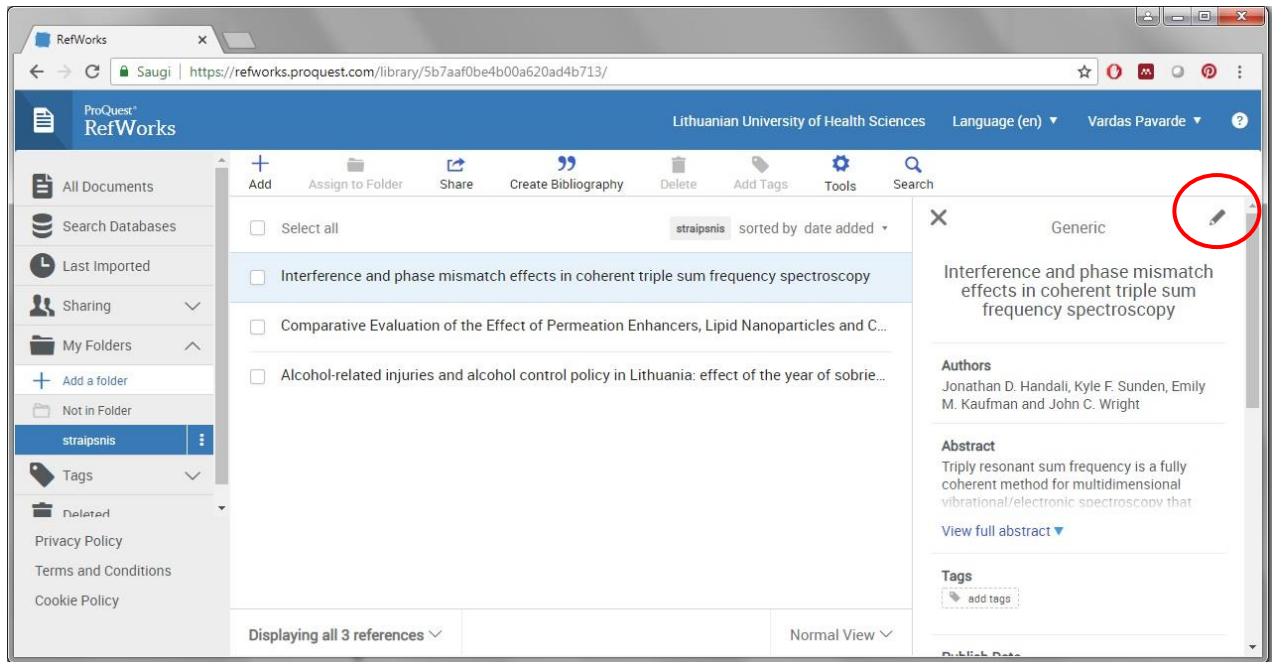 RefWorks
Saugi
https://refworks.proquest.com/library/5b7aaf0be4b00a620ad4b713/
ProQuest®
RefWorks
Lithuanian University of Health Sciences
Language (en)
Vardas Pavarde
All Documents
Search Databases
Last Imported
Sharing
My Folders
Add a folder
Not in Folder
straipsnis
Tags
Deleted
Privacy Policy
Terms and Conditions
Cookie Policy
Add
Assign to Folder
Share
Create Bibliography
Delete
Add Tags
Tools
Search
Select all
straipsnis sorted by date added
Interference and phase mismatch effects in coherent triple sum frequency spectroscopy
Comparative Evaluation of the Effect of Permeation Enhancers, Lipid Nanoparticles and C...
Alcohol-related injuries and alcohol control policy in Lithuania: effect of the year of sobrie...
Displaying all 3 references
Normal View
Generic
Interference and phase mismatch
effects in coherent triple sum
frequency spectroscopy
Authors
Jonathan D. Handali, Kyle F. Sunden, Emily
M. Kaufman and John C. Wright
Abstract
Triply resonant sum frequency is a fully
coherent method for multidimensional
vibrational/electronic spectroscopy that
View full abstract
Tags
add tags
Publish Date